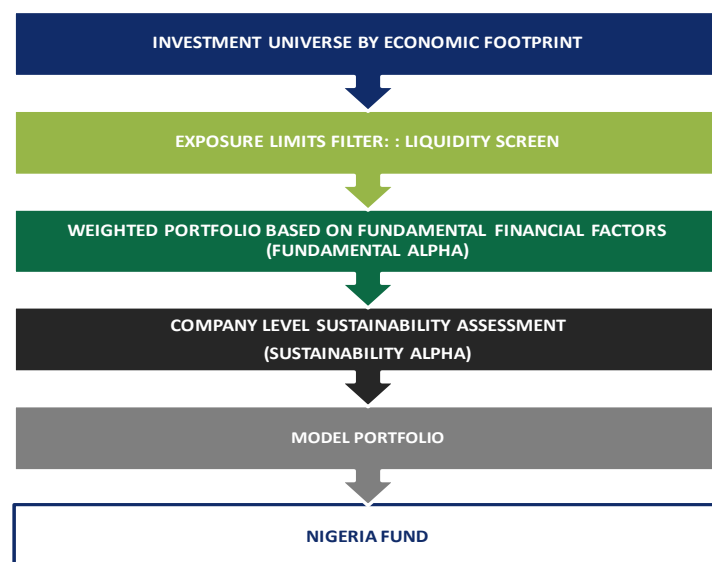 INVESTMENT UNIVERSE BY ECONOMIC FOOTPRINT
EXPOSURE LIMITS FILTER: : LIQUIDITY SCREEN
WEIGHTED PORTFOLIO BASED ON FUNDAMENTAL FINANCIAL FACTORS
(FUNDAMENTAL ALPHA)
COMPANY LEVEL SUSTAINABILITY ASSESSMENT
(SUSTAINABILITY ALPHA)
MODEL PORTFOLIO
NIGERIA FUND